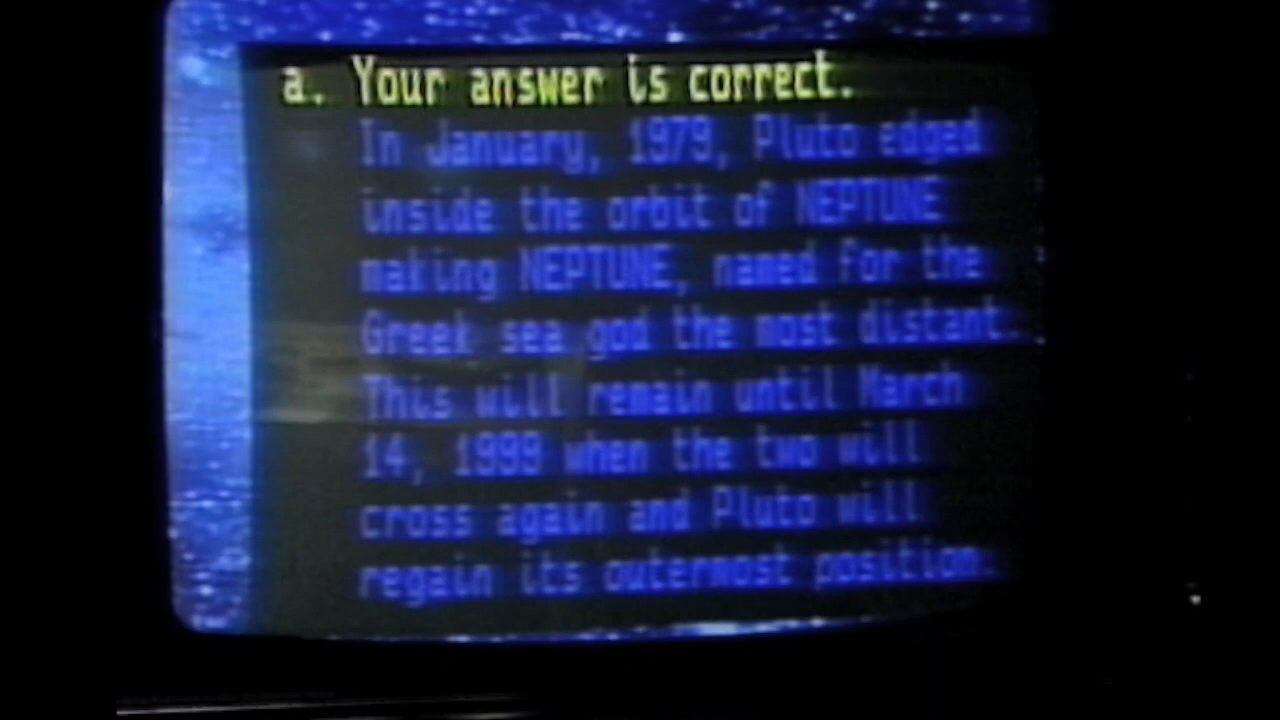 a. Your answer is correct.
In January, 1979, Pluto edged
inside the orbit of NEPTUNE
making NEPTUNE, named for the
Greek sea god the most distant.
This will remain until March
14, 1999 when the two will
cross again and Pluto will
regain its outermost position.